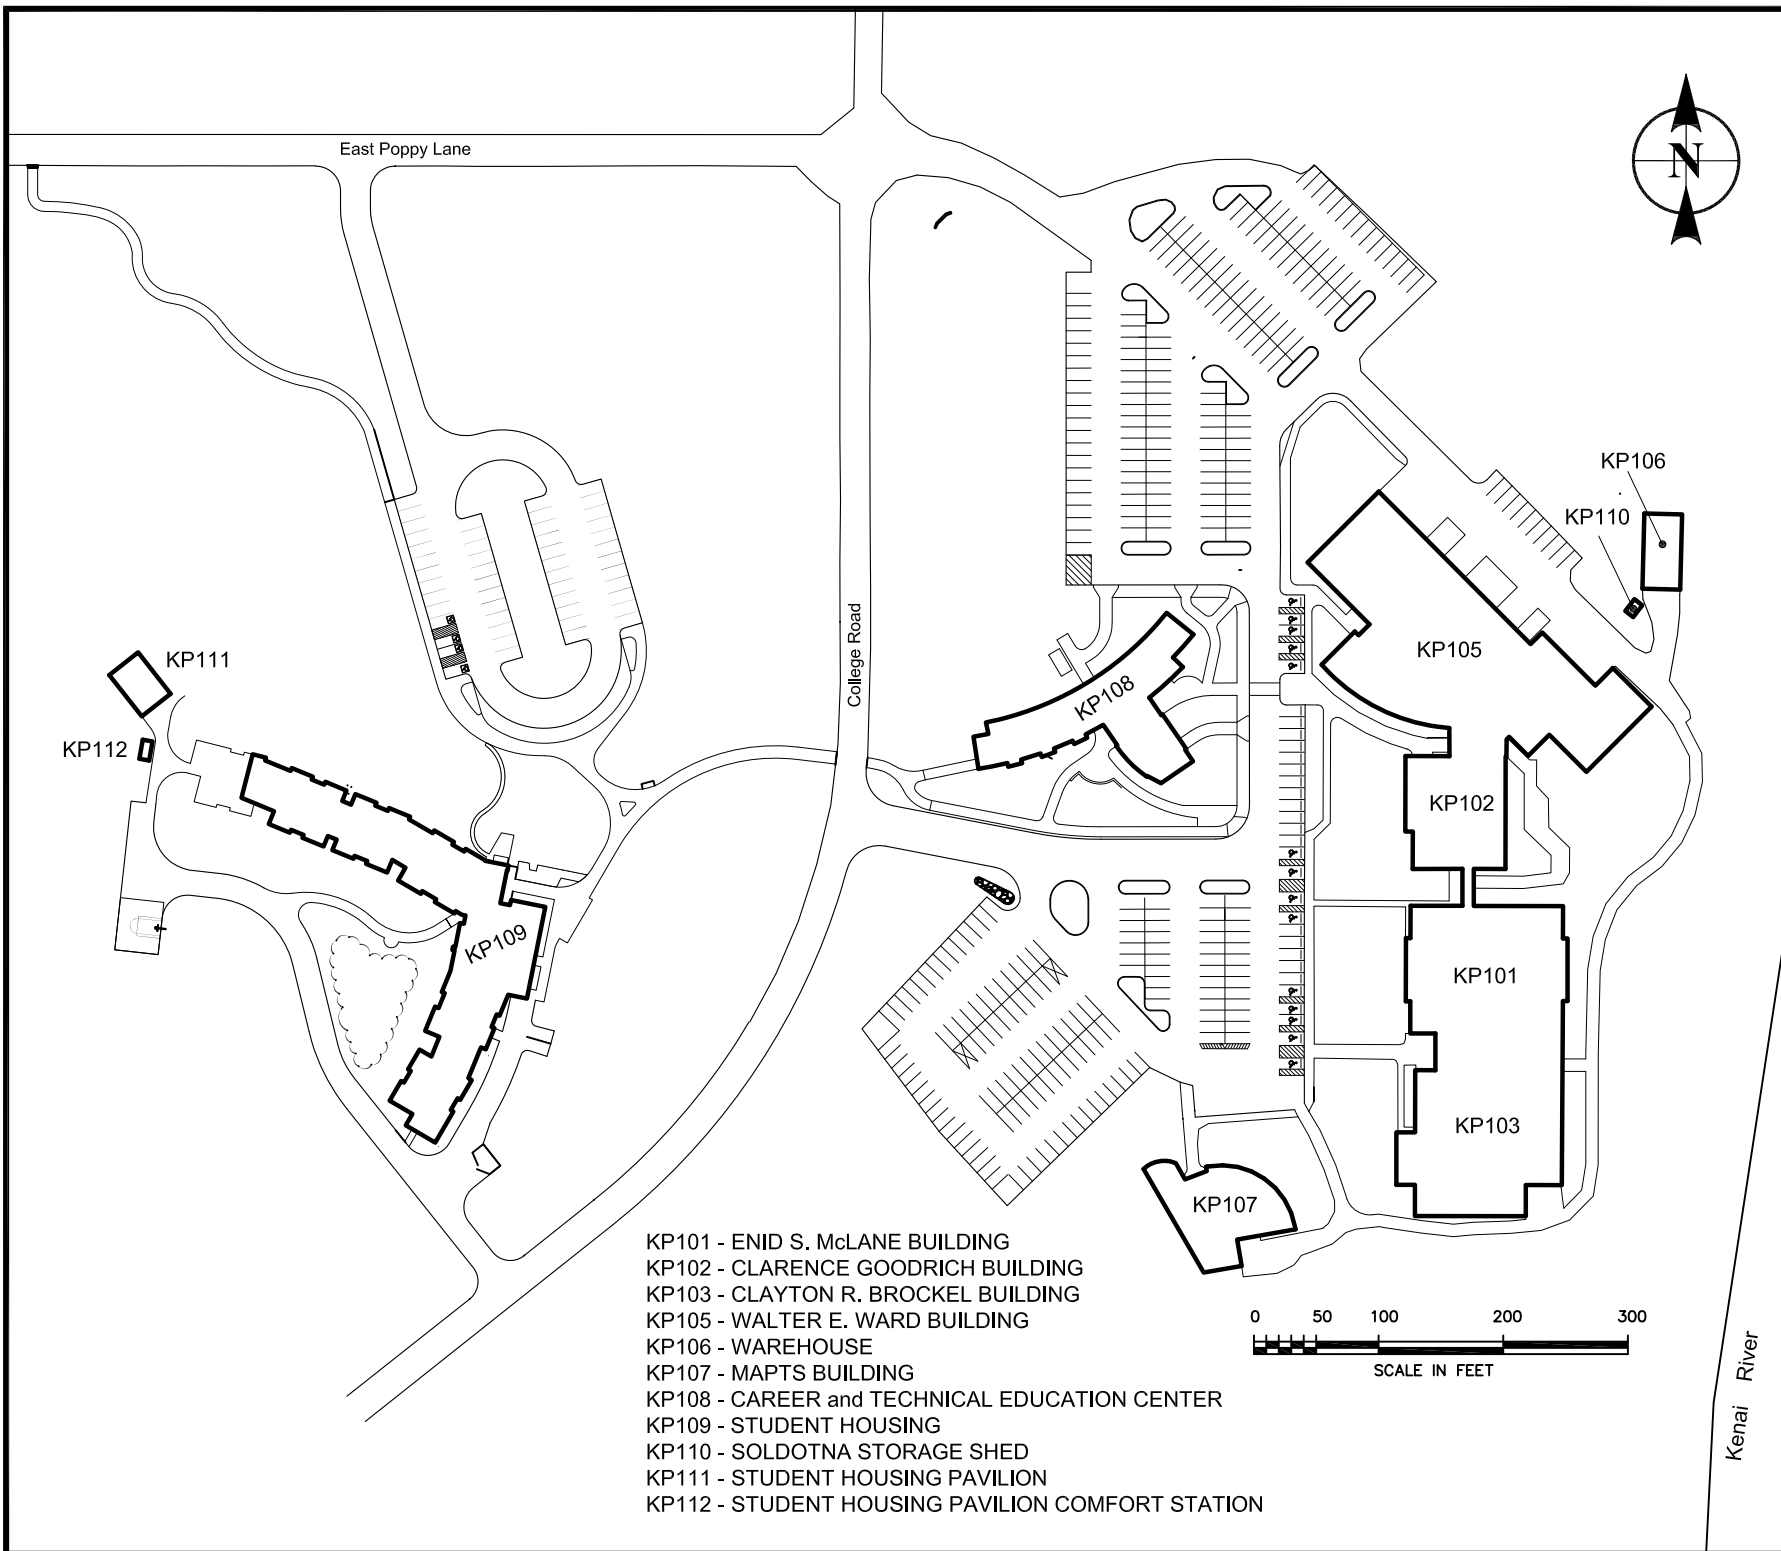 East Poppy Lane
N
KP106
KP110
College Road
KP105
KP111
KP108
KP112
KP102
KP109
KP101
KP103
KP107
KP101 - ENID S. McLANE BUILDING
KP102 - CLARENCE GOODRICH BUILDING
KP103 - CLAYTON R. BROCKEL BUILDING
KP105 - WALTER E. WARD BUILDING
KP106 - WAREHOUSE
KP107 - MAPTS BUILDING
KP108 - CAREER and TECHNICAL EDUCATION CENTER
KP109 - STUDENT HOUSING
KP110 - SOLDOTNA STORAGE SHED
KP111 - STUDENT HOUSING PAVILION
KP112 - STUDENT HOUSING PAVILION COMFORT STATION
0 50 100 200 300
SCALE IN FEET
Kenai River